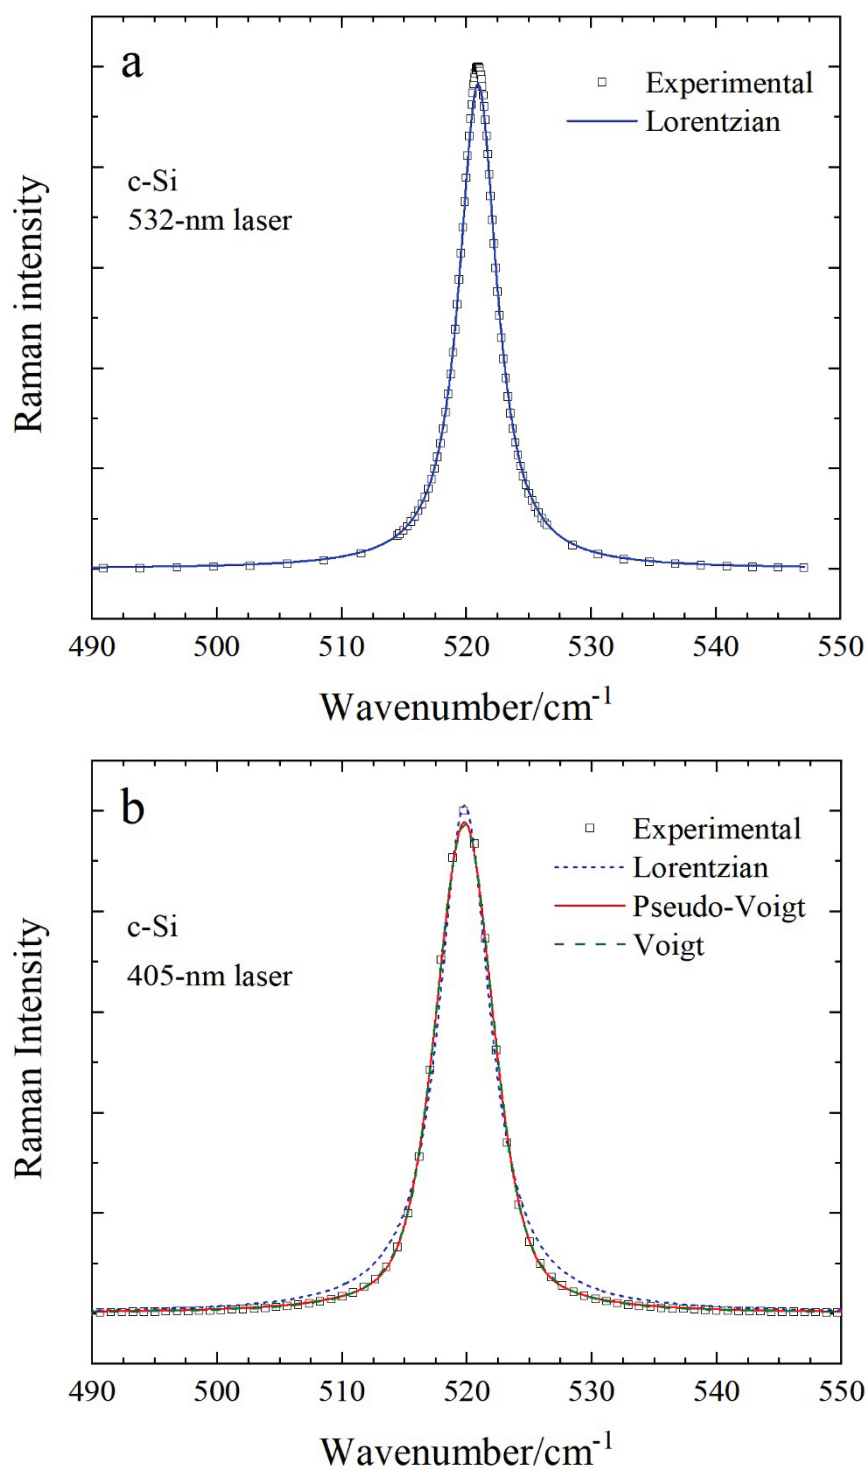 a
Experimental
Lorentzian
c-Si
532-nm laser
Raman intensity
490 500 510 520 530 540 550
Wavenumber/cm⁻¹
b
Experimental
Lorentzian
Pseudo-Voigt
Voigt
c-Si
405-nm laser
Raman Intensity
490 500 510 520 530 540 550
Wavenumber/cm⁻¹